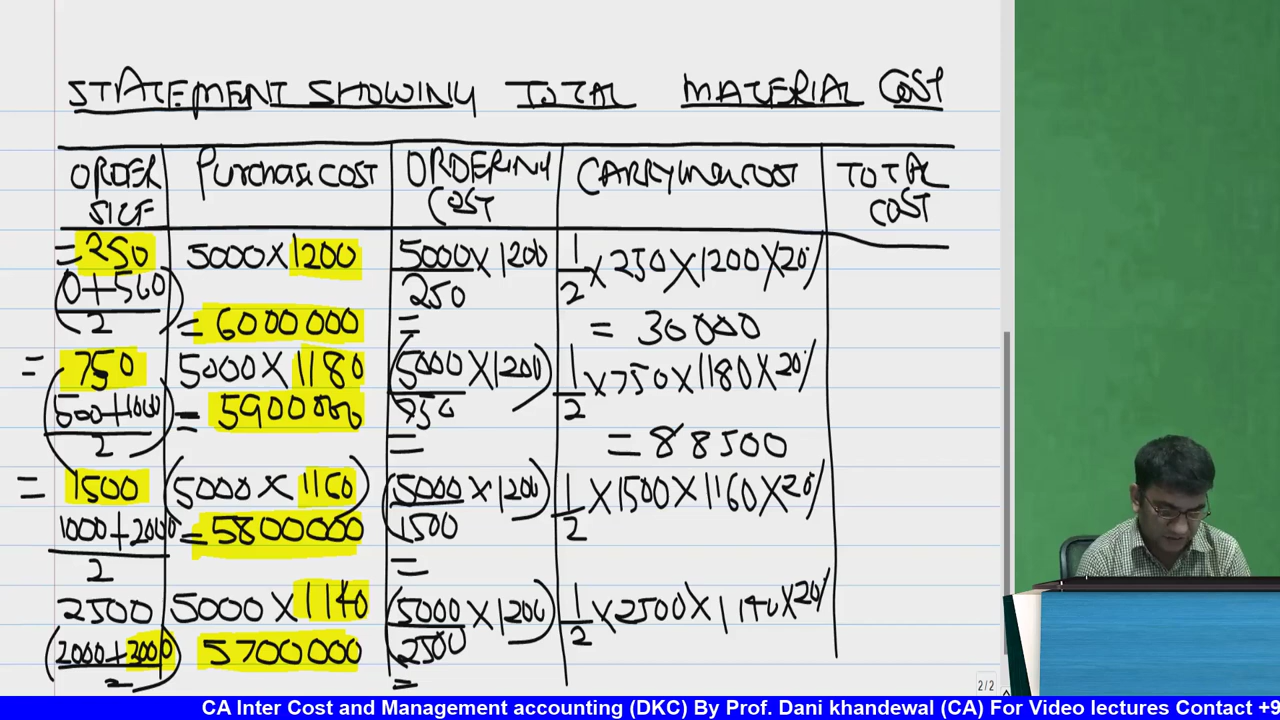 STATEMENT SHOWING TOTAL MATERIAL COST
ORDER SIZE
PURCHASE COST
ORDERING COST
CARRYING COST
TOTAL COST
= 250
(0+500)/2
5000 X 1200
= 6000000
5000/250 X 1200
=
1/2 X 250 X 1200 X 20%
= 30000
= 750
(500+1000)/2
5000 X 1180
= 5900000
(5000/750 X 1200)
=
1/2 X 750 X 1180 X 20%
= 88500
= 1500
1000+2000/2
(5000 X 1160)
= 5800000
(5000/1500 X 1200)
=
1/2 X 1500 X 1160 X 20%
2500
(2000+3000/2)
5000 X 1140
5700000
(5000/2500 X 1200)
=
1/2 X 2500 X 1140 X 20%
2/2
CA Inter Cost and Management accounting (DKC) By Prof. Dani khandewal (CA) For Video lectures Contact +9